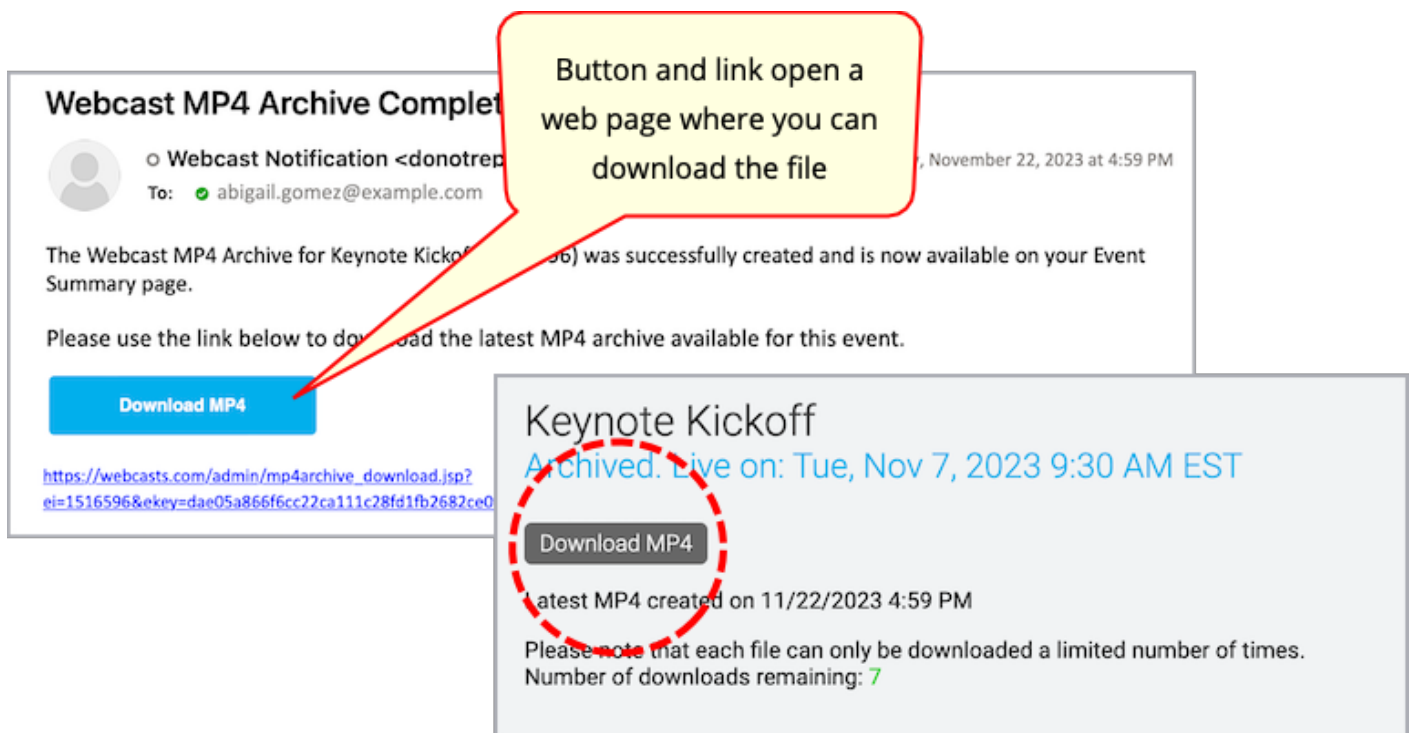 Button and link open a
web page where you can
download the file
Webcast MP4 Archive Complet
Webcast Notification <donotrep
, November 22, 2023 at 4:59 PM
To: abigail.gomez@example.com
The Webcast MP4 Archive for Keynote Kickof 96) was successfully created and is now available on your Event
Summary page.
Please use the link below to download the latest MP4 archive available for this event.
Download MP4
https://webcasts.com/admin/mp4archive_download.jsp?
ei=1516596&ekey=dae05a866f6cc22ca111c28fd1fb2682ce0
Keynote Kickoff
Archived. Live on: Tue, Nov 7, 2023 9:30 AM EST
Download MP4
Latest MP4 created on 11/22/2023 4:59 PM
Please note that each file can only be downloaded a limited number of times.
Number of downloads remaining: 7